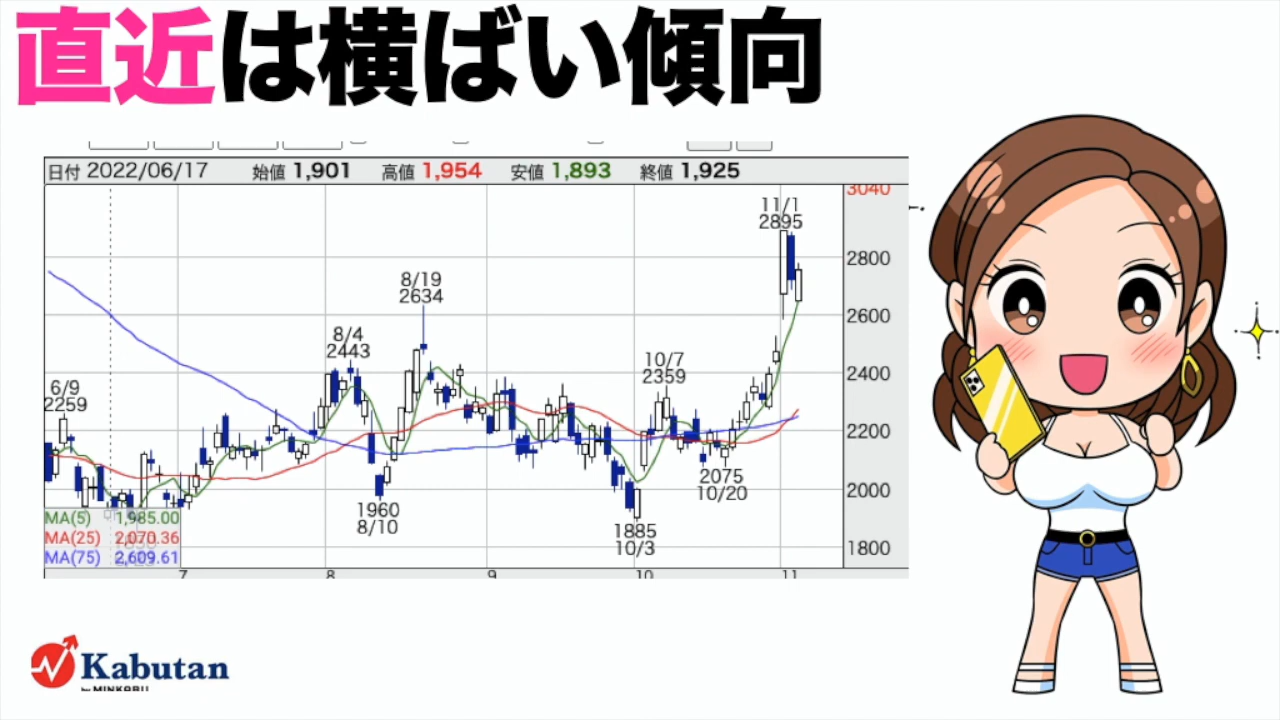 直近は横ばい傾向
日付 2022/06/17 始値 1,901 高値 1,954 安値 1,893 終値 1,925
3040
11/1
2895
2800
8/19
2634
2600
8/4
2443
10/7
2359
2400
6/9
2259
2200
2075
10/20
2000
1960
8/10
1885
10/3
1800
MA(5) 1,985.00
MA(25) 2,070.36
MA(75) 2,609.61
7 8 9 10 11
Kabutan
by MINKABU